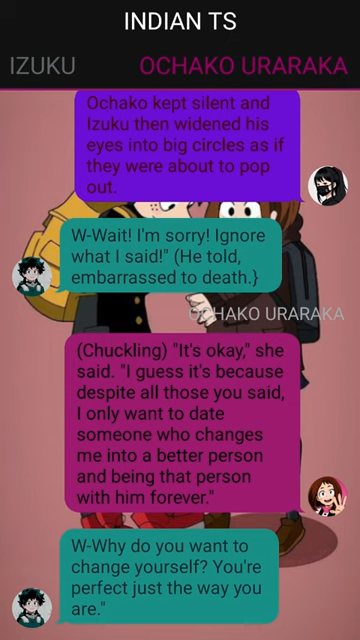 INDIAN TS
IZUKU
OCHAKO URARAKA
Ochako kept silent and
Izuku then widened his
eyes into big circles as if
they were about to pop
out.
W-Wait! I'm sorry! Ignore
what I said!" (He told,
embarrassed to death.}
OCHAKO URARAKA
(Chuckling) "It's okay," she
said. "I guess it's because
despite all those you said,
I only want to date
someone who changes
me into a better person
and being that person
with him forever."
W-Why do you want to
change yourself? You're
perfect just the way you
are."